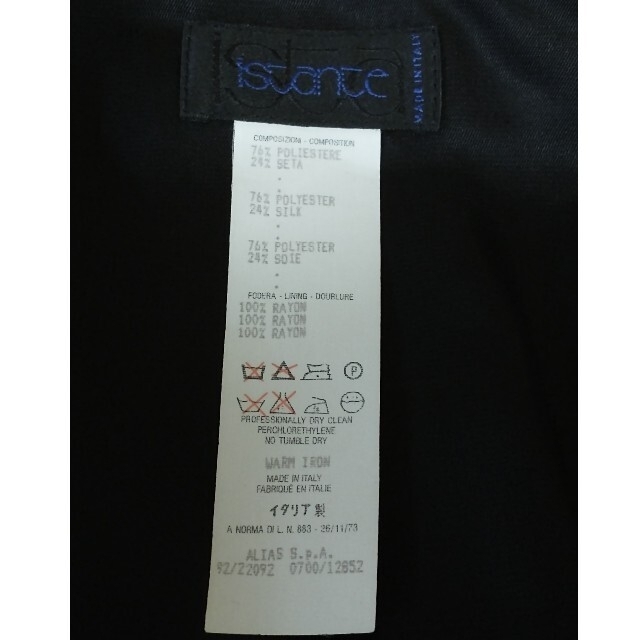 istante
MADE IN ITALY
COMPOSIZIONI - COMPOSITEIN
76% POLIESTERE
24% SETA
.
.
76% POLYESTER
24% SILK
.
.
76% POLYESTER
24% SOIE
.
.
FODERA - LINING - DOUBLURE
100% RAYON
100% RAYON
100% RAYON
P
PROFESSIONALLY DRY CLEAN
PERCHLORETHYLENE
NO TUMBLE DRY
WARM IRON
MADE IN ITALY
FABRIQUÉ EN ITALIE
イタリア製
A NORMA DI L. N. 883 - 26/11/73
ALIAS S.p.A.
92/22092 0700/12852